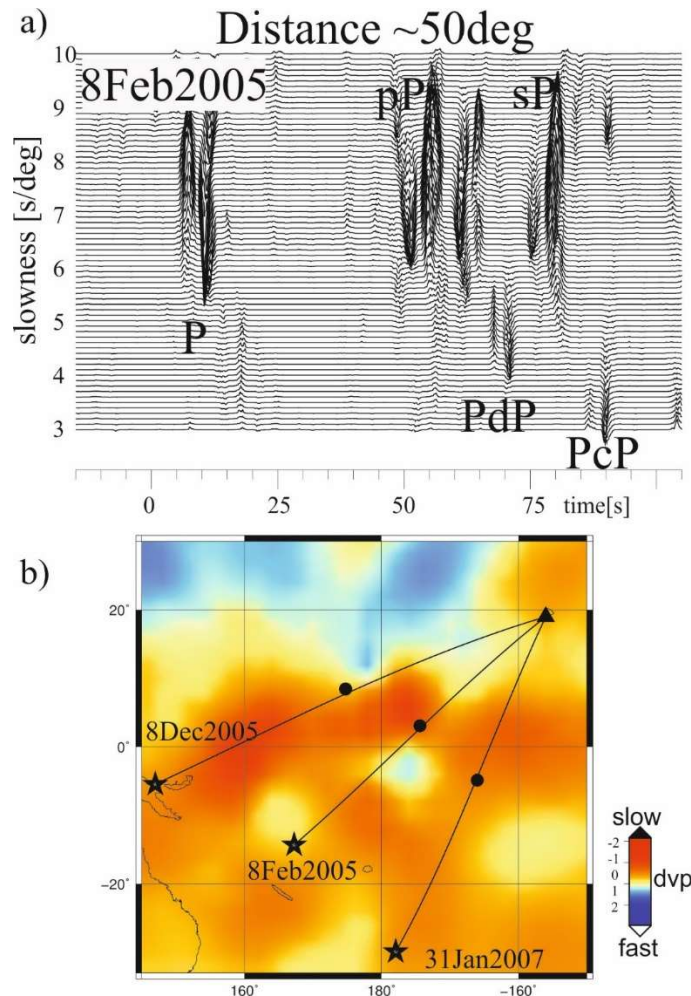 a) Distance ~50deg
8Feb2005
pP
sP
10
9
8
7
6
5
4
3
slowness [s/deg]
P
PdP
PcP
0 25 50 75 time[s]
b)
20°
0°
−20°
8Dec2005
8Feb2005
31Jan2007
160° 180° −160°
slow
-2
-1
0
1
2
dvp
fast